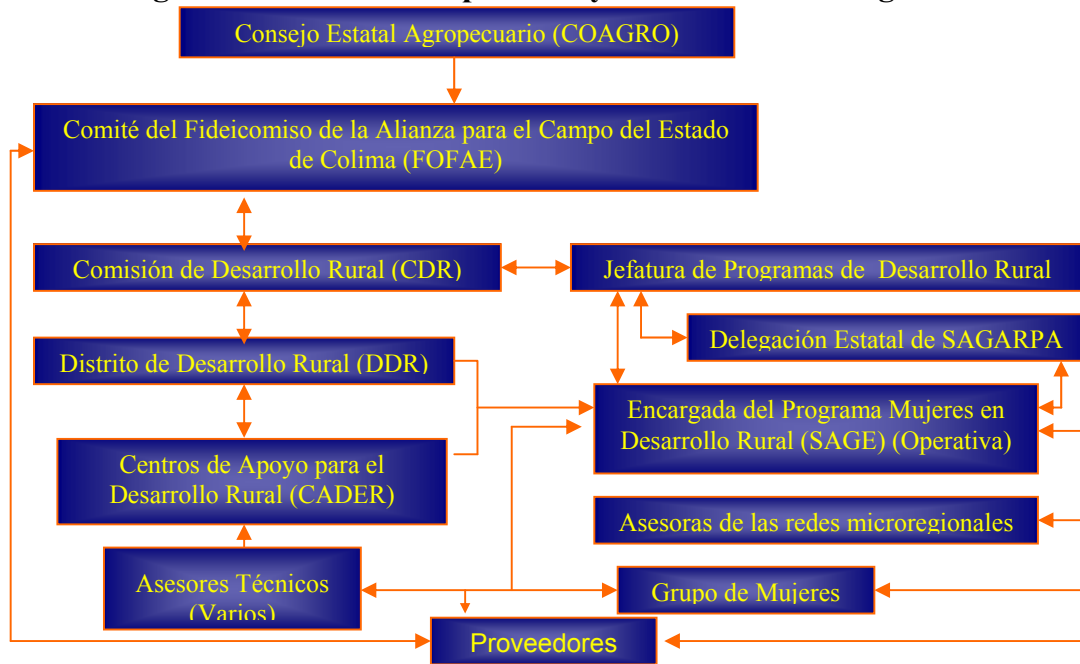 Consejo Estatal Agropecuario (COAGRO)
Comité del Fideicomiso de la Alianza para el Campo del Estado
de Colima (FOFAE)
Comisión de Desarrollo Rural (CDR)
Jefatura de Programas de Desarrollo Rural
Delegación Estatal de SAGARPA
Distrito de Desarrollo Rural (DDR)
Encargada del Programa Mujeres en
Desarrollo Rural (SAGE) (Operativa)
Centros de Apoyo para el
Desarrollo Rural (CADER)
Asesoras de las redes microregionales
Asesores Técnicos
(Varios)
Grupo de Mujeres
Proveedores